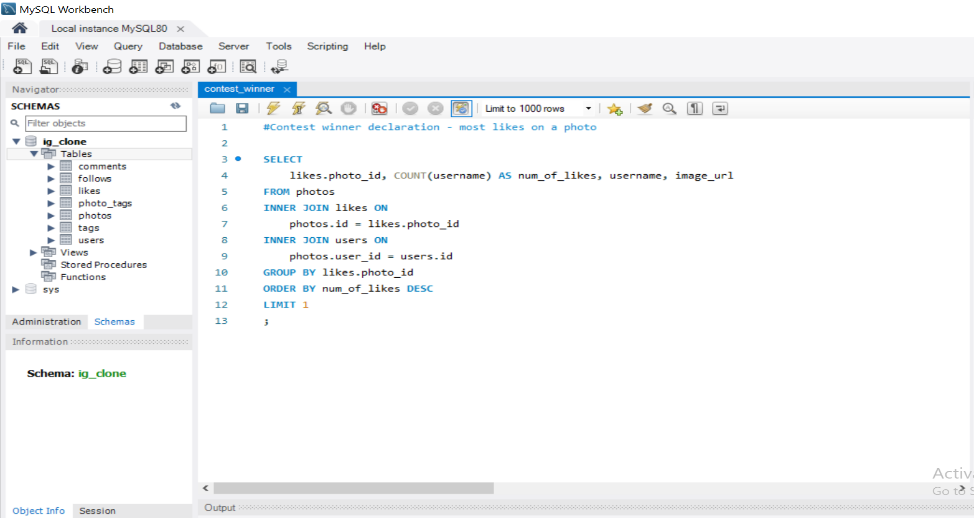 MySQL Workbench
Local instance MySQL80 ×
File Edit View Query Database Server Tools Scripting Help
Navigator
SCHEMAS
Filter objects
ig_clone
Tables
comments
follows
likes
photo_tags
photos
tags
users
Views
Stored Procedures
Functions
sys
Administration Schemas
Information
Schema: ig_clone
Object Info Session
contest_winner ×
Limit to 1000 rows
1 #Contest winner declaration - most likes on a photo
2
3 SELECT
4 likes.photo_id, COUNT(username) AS num_of_likes, username, image_url
5 FROM photos
6 INNER JOIN likes ON
7 photos.id = likes.photo_id
8 INNER JOIN users ON
9 photos.user_id = users.id
10 GROUP BY likes.photo_id
11 ORDER BY num_of_likes DESC
12 LIMIT 1
13 ;
Activ
Go to S
Output